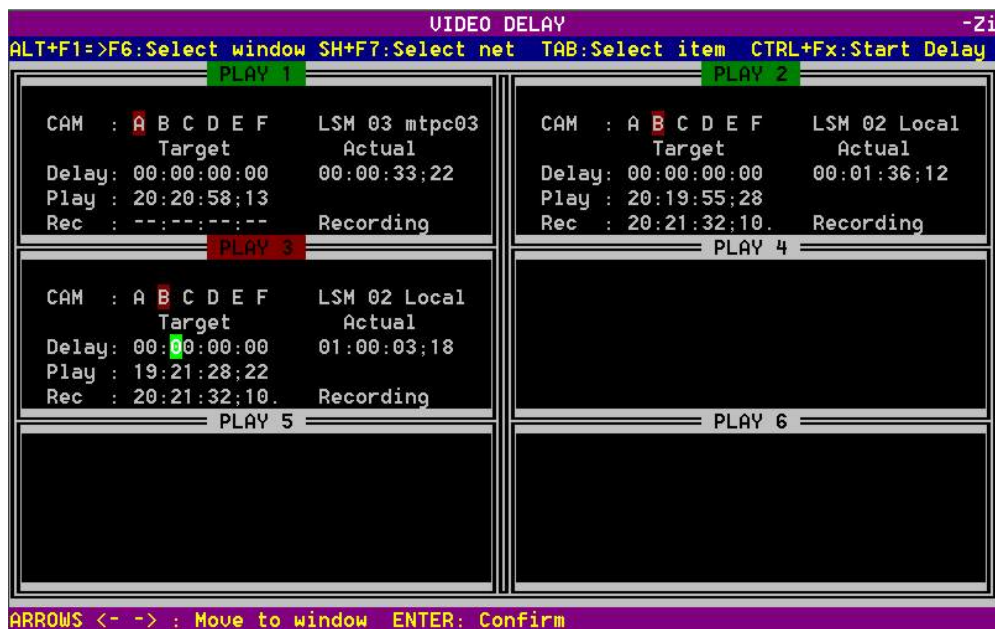 VIDEO DELAY -Zi
ALT+F1=>F6:Select window SH+F7:Select net TAB:Select item CTRL+Fx:Start Delay
PLAY 1
CAM : A B C D E F LSM 03 mtpc03
Target Actual
Delay: 00:00:00:00 00:00:33;22
Play : 20:20:58;13
Rec : --:--:--:-- Recording
PLAY 2
CAM : A B C D E F LSM 02 Local
Target Actual
Delay: 00:00:00:00 00:01:36;12
Play : 20:19:55;28
Rec : 20:21:32;10. Recording
PLAY 3
CAM : A B C D E F LSM 02 Local
Target Actual
Delay: 00:00:00:00 01:00:03;18
Play : 19:21:28;22
Rec : 20:21:32;10. Recording
PLAY 4
PLAY 5
PLAY 6
ARROWS <- -> : Move to window ENTER: Confirm